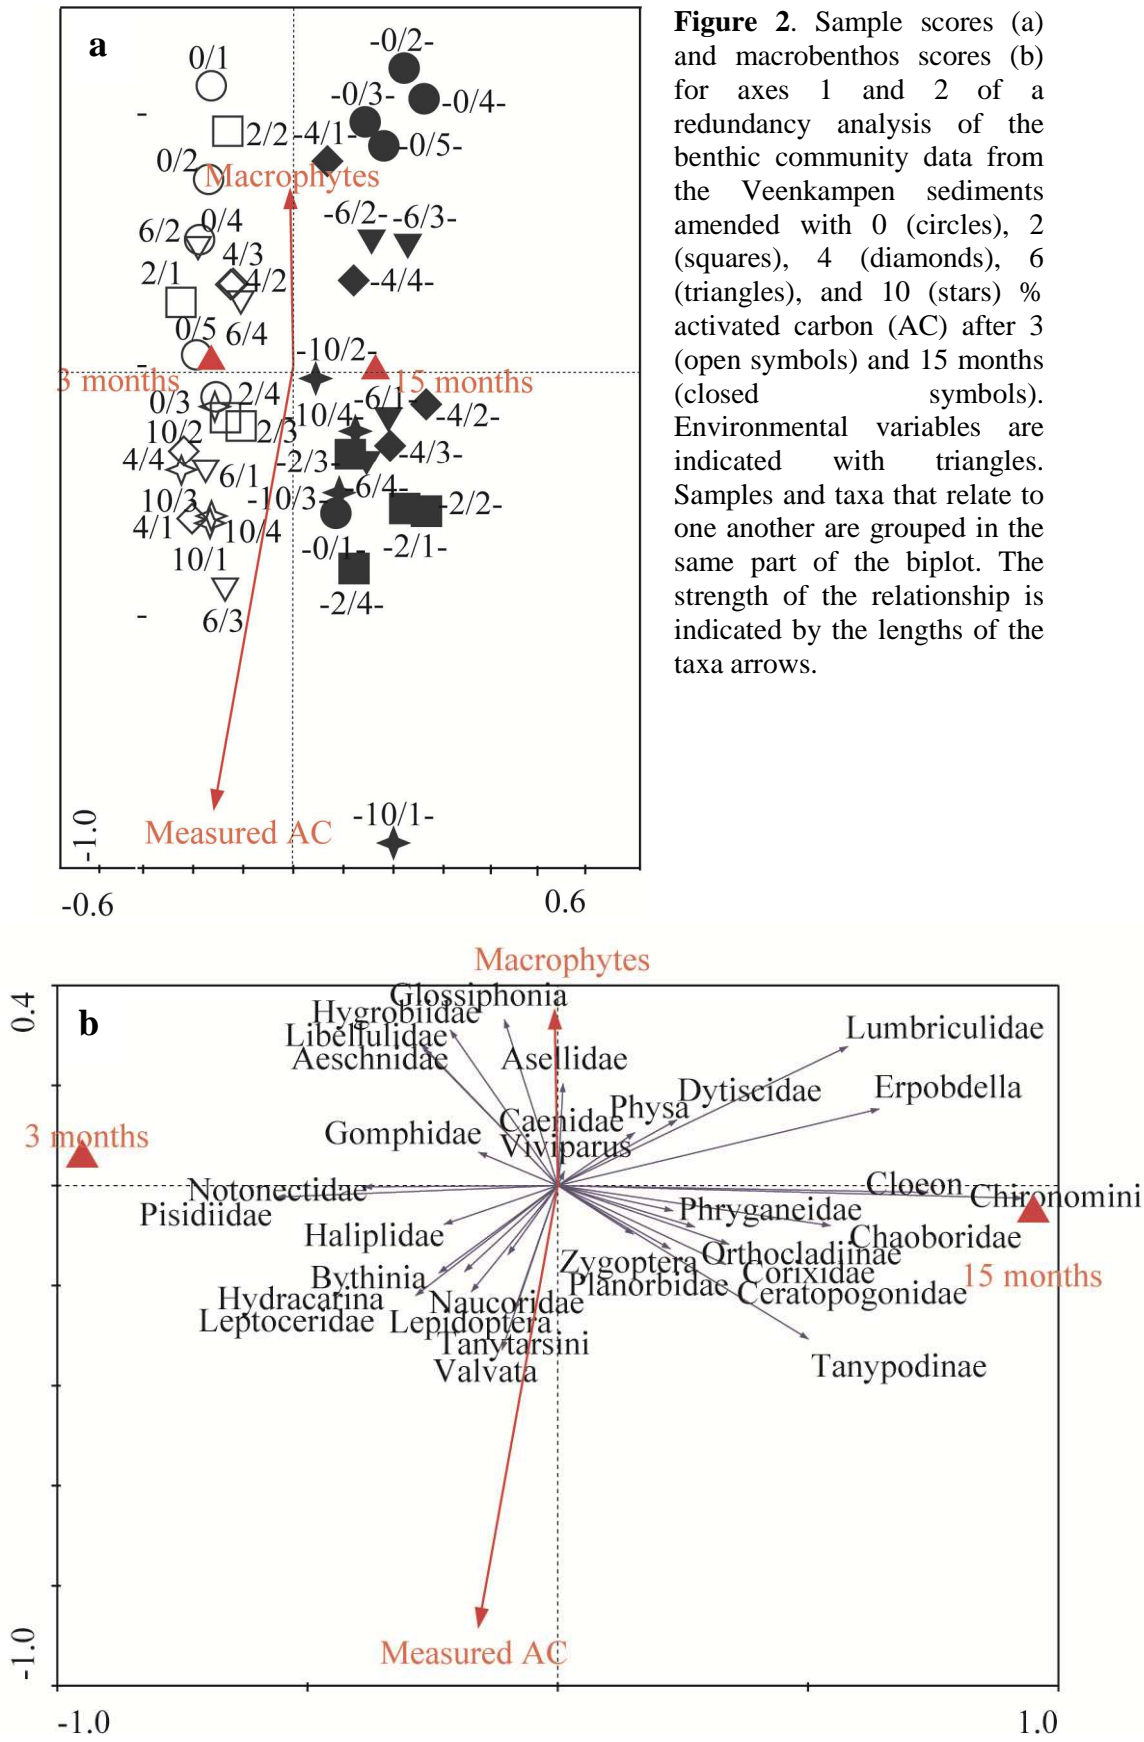 a
0/1
-0/2-
-0/3-
-0/4-
2/2
-4/1-
-0/5-
0/2
Macrophytes
6/2
0/4
-6/2-
-6/3-
4/3
2/1
4/2
-4/4-
0/5
6/4
-10/2-
3 months
15 months
0/3
2/4
-6/1-
-10/4-
-4/2-
10/2
2/3
4/4
6/1
-2/3-
-4/3-
10/3
-10/3-
-6/4-
-2/2-
4/1
10/4
-0/1-
-2/1-
10/1
-2/4-
6/3
-1.0
Measured AC
-10/1-
-0.6
0.6
Figure 2. Sample scores (a)
and macrobenthos scores (b)
for axes 1 and 2 of a
redundancy analysis of the
benthic community data from
the Veenkampen sediments
amended with 0 (circles), 2
(squares), 4 (diamonds), 6
(triangles), and 10 (stars) %
activated carbon (AC) after 3
(open symbols) and 15 months
(closed symbols).
Environmental variables are
indicated with triangles.
Samples and taxa that relate to
one another are grouped in the
same part of the biplot. The
strength of the relationship is
indicated by the lengths of the
taxa arrows.
Macrophytes
0.4
b
Glossiphonia
Hygrobiidae
Libellulidae
Aeschnidae
Asellidae
Lumbriculidae
Dytiscidae
Erpobdella
Physa
Caenidae
3 months
Gomphidae
Viviparus
Notonectidae
Cloeon
Chironomini
Pisidiidae
Phryganeidae
Haliplidae
Chaoboridae
Orthocladiinae
Zygoptera
Corixidae
15 months
Bythinia
Planorbidae
Ceratopogonidae
Hydracarina
Naucoridae
Leptoceridae
Lepidoptera
Tanytarsini
Valvata
Tanypodinae
Measured AC
-1.0
-1.0
1.0